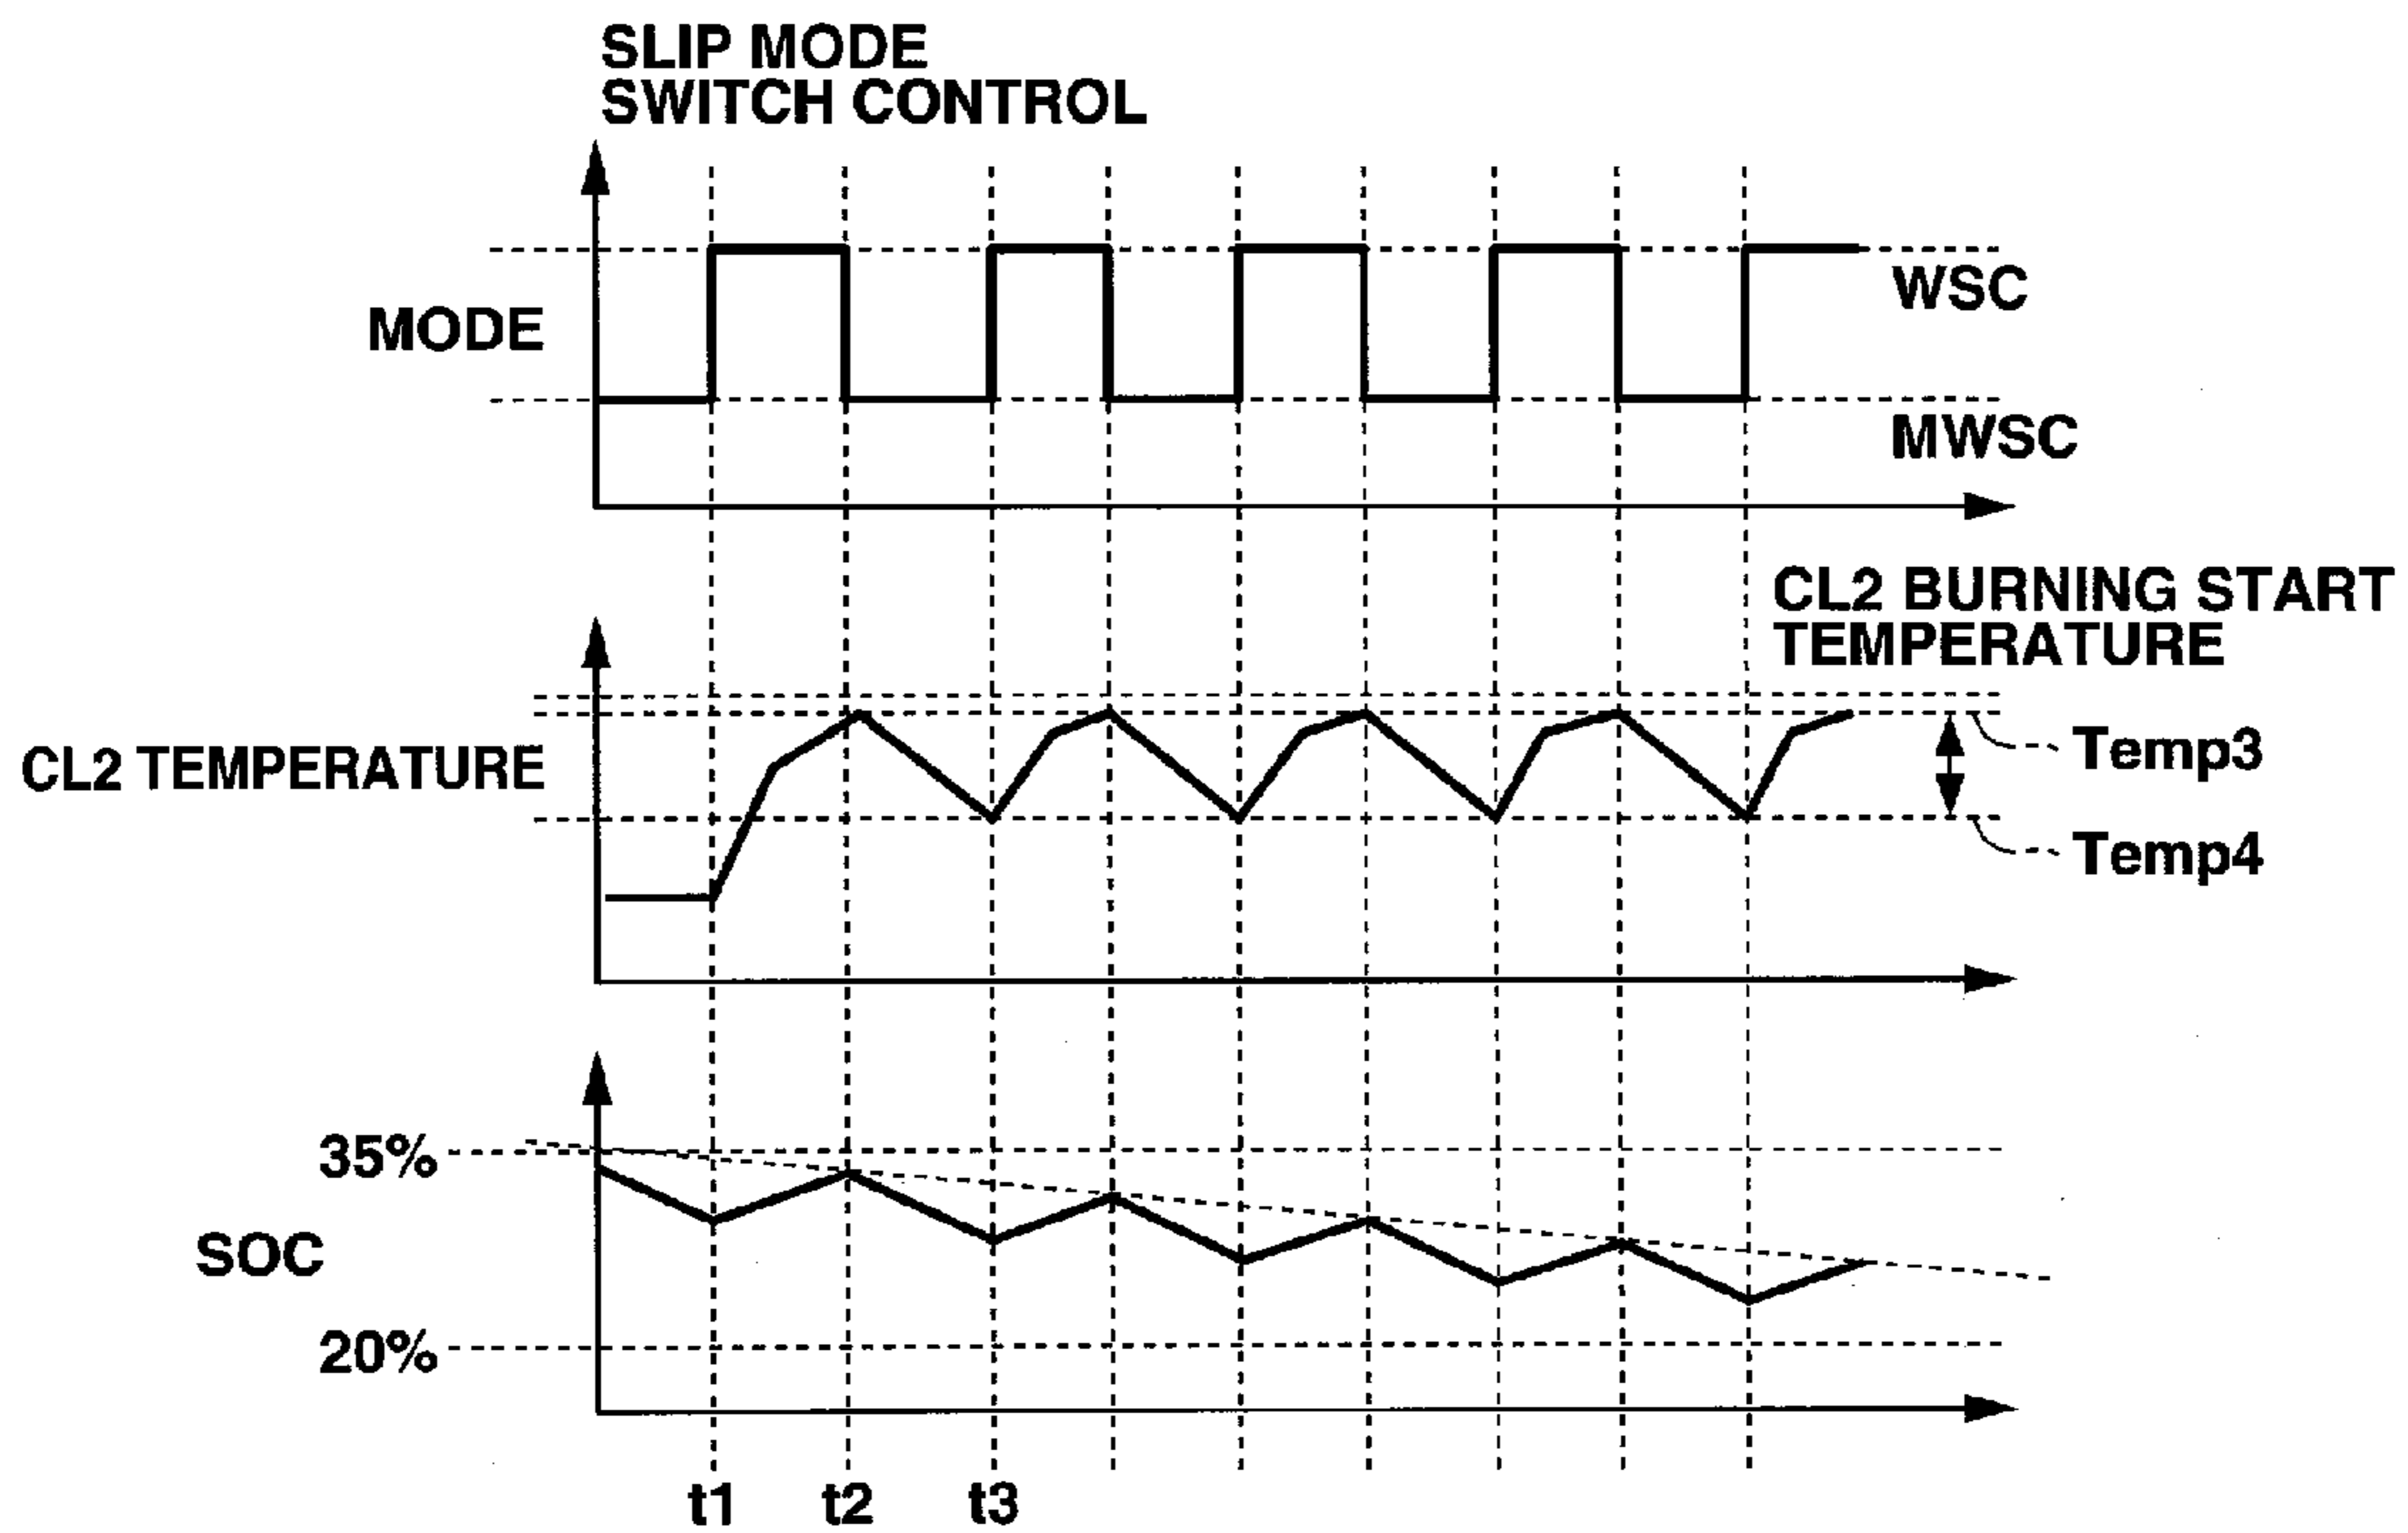 SLIP MODE
SWITCH CONTROL
MODE
WSC
MWSC
CL2 BURNING START
TEMPERATURE
CL2 TEMPERATURE
Temp3
Temp4
35%
SOC
20%
t1 t2 t3